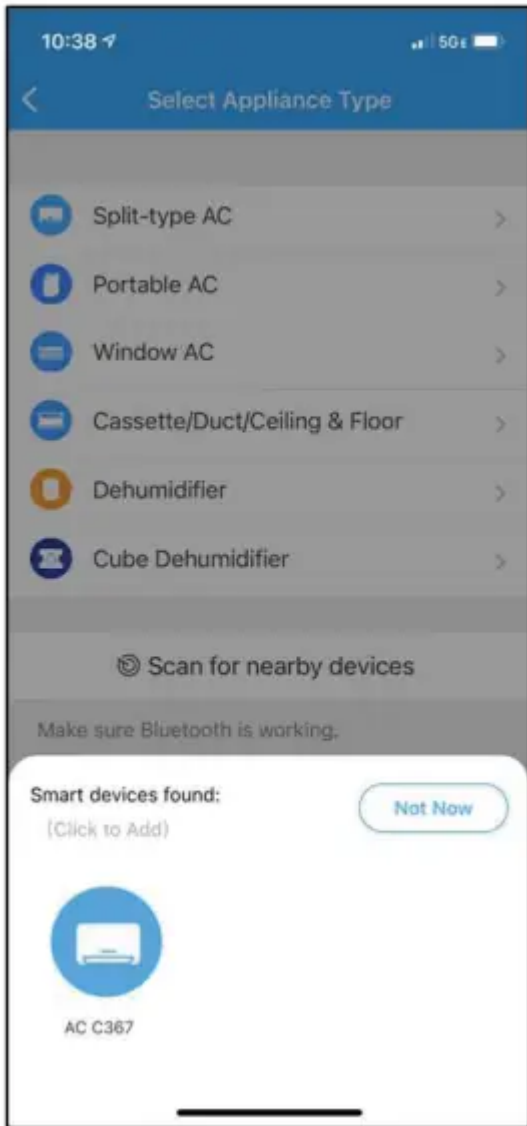 10:38
5GE
Select Appliance Type
Split-type AC
Portable AC
Window AC
Cassette/Duct/Ceiling & Floor
Dehumidifier
Cube Dehumidifier
Scan for nearby devices
Make sure Bluetooth is working.
Smart devices found:
Not Now
(Click to Add)
AC C367